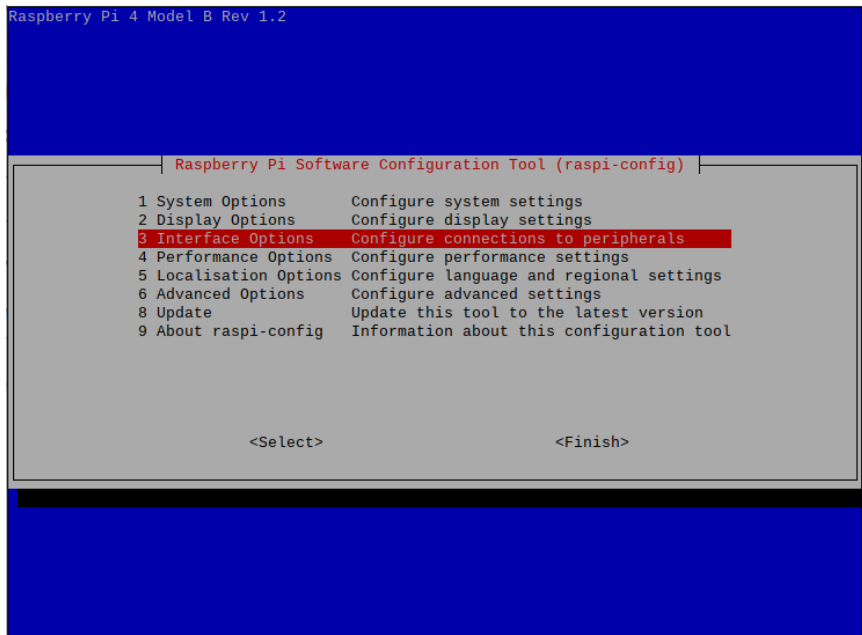 Raspberry Pi 4 Model B Rev 1.2
Raspberry Pi Software Configuration Tool (raspi-config)
1 System Options Configure system settings
2 Display Options Configure display settings
3 Interface Options Configure connections to peripherals
4 Performance Options Configure performance settings
5 Localisation Options Configure language and regional settings
6 Advanced Options Configure advanced settings
8 Update Update this tool to the latest version
9 About raspi-config Information about this configuration tool
<Select> <Finish>